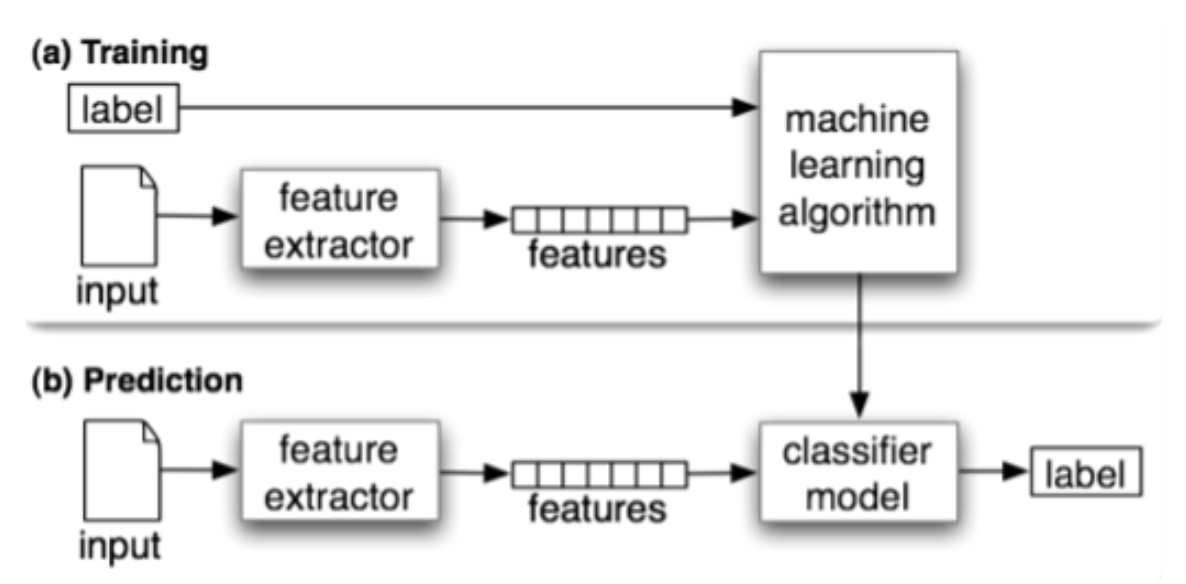 (a) Training
label
machine
learning
algorithm
feature
extractor
features
input
(b) Prediction
feature
extractor
features
classifier
model
label
input